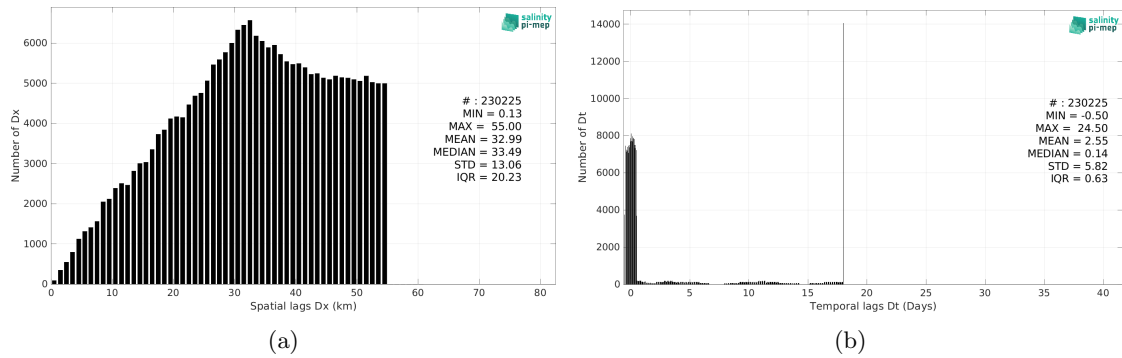 salinity
pi-mep
Number of Dx
6000
5000
4000
3000
2000
1000
0
# : 230225
MIN = 0.13
MAX = 55.00
MEAN = 32.99
MEDIAN = 33.49
STD = 13.06
IQR = 20.23
0 10 20 30 40 50 60 70 80
Spatial lags Dx (km)
(a)
salinity
pi-mep
Number of Dt
14000
12000
10000
8000
6000
4000
2000
0
# : 230225
MIN = -0.50
MAX = 24.50
MEAN = 2.55
MEDIAN = 0.14
STD = 5.82
IQR = 0.63
0 5 10 15 20 25 30 35 40
Temporal lags Dt (Days)
(b)